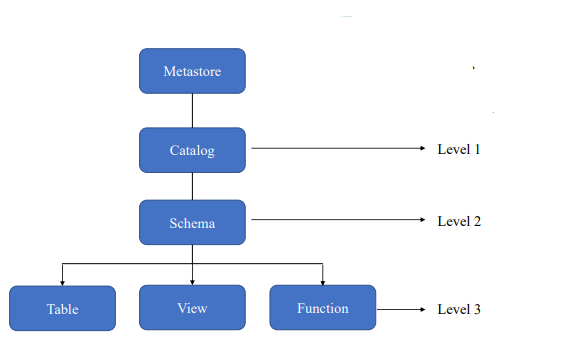 Metastore
Catalog
Level 1
Schema
Level 2
Table
View
Function
Level 3